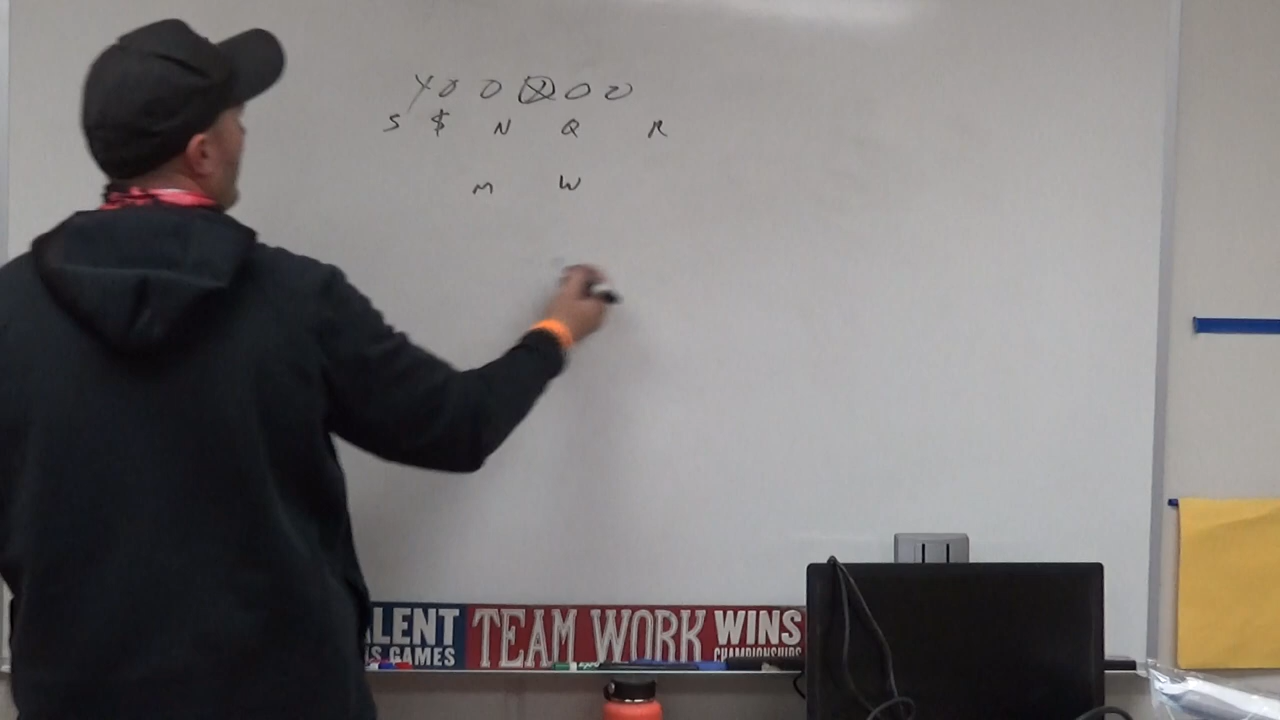 Y O O ⊗ O O
S $ N Q R
M W
LENT TEAM WORK WINS
S GAMES CHAMPIONSHIPS